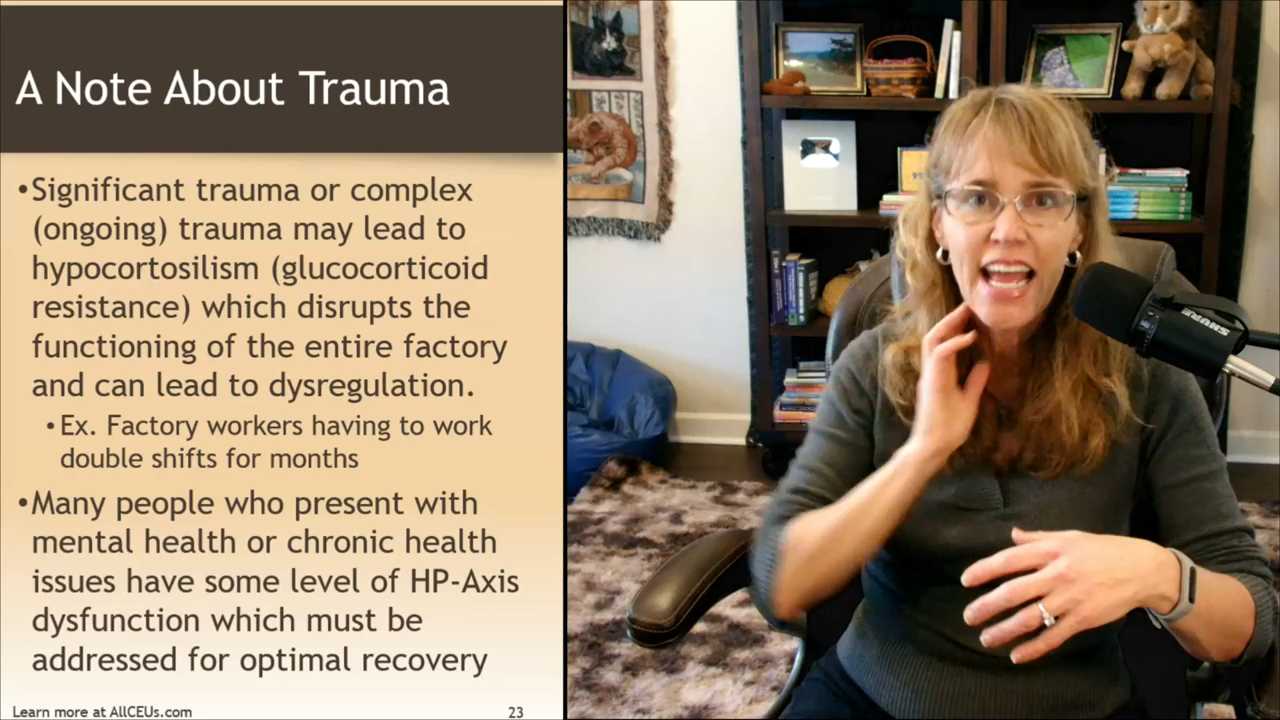 A Note About Trauma
•Significant trauma or complex
(ongoing) trauma may lead to
hypocortosilism (glucocorticoid
resistance) which disrupts the
functioning of the entire factory
and can lead to dysregulation.
•Ex. Factory workers having to work
double shifts for months
•Many people who present with
mental health or chronic health
issues have some level of HP-Axis
dysfunction which must be
addressed for optimal recovery
Learn more at AllCEUs.com
23
SHURE